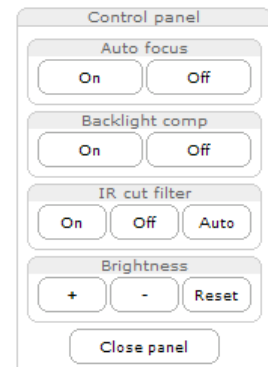 Control panel
Auto focus
On Off
Backlight comp
On Off
IR cut filter
On Off Auto
Brightness
+ - Reset
Close panel